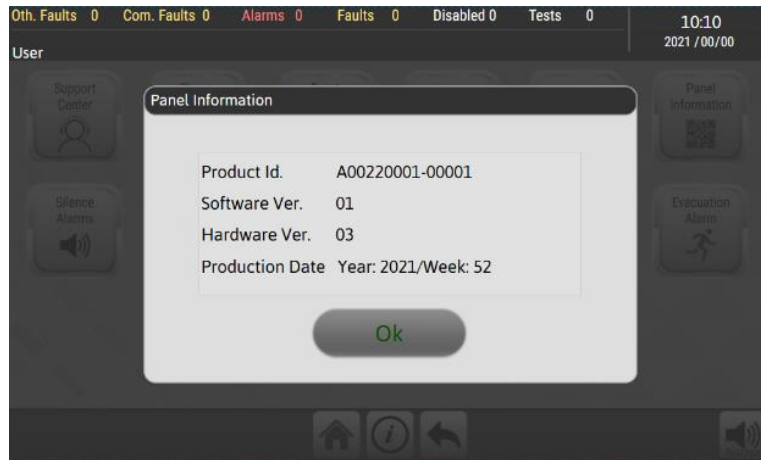 Oth. Faults 0 Com. Faults 0 Alarms 0 Faults 0 Disabled 0 Tests 0
10:10
2021 /00/00
User
Support
Center
Panel
Information
Panel Information
Product Id. A00220001-00001
Software Ver. 01
Hardware Ver. 03
Production Date Year: 2021/Week: 52
Silence
Alarms
Evacuation
Alarm
Ok